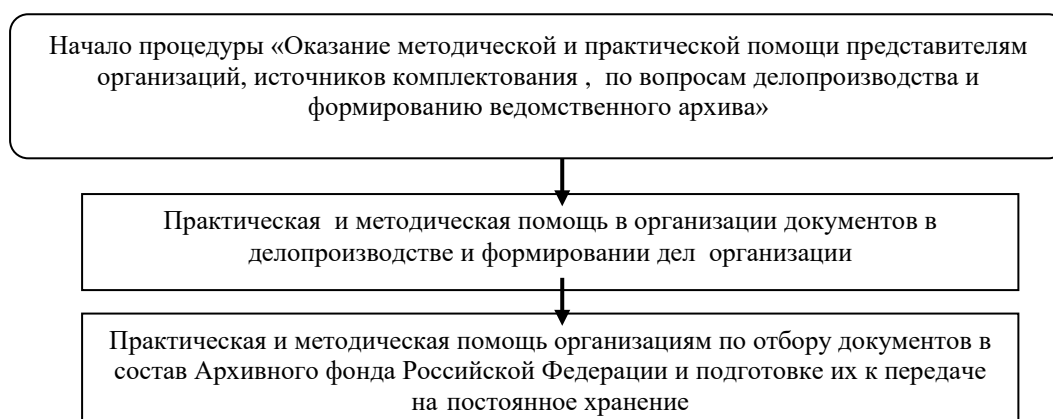 Начало процедуры «Оказание методической и практической помощи представителям
организаций, источников комплектования , по вопросам делопроизводства и
формированию ведомственного архива»
Практическая и методическая помощь в организации документов в
делопроизводстве и формировании дел организации
Практическая и методическая помощь организациям по отбору документов в
состав Архивного фонда Российской Федерации и подготовке их к передаче
на постоянное хранение